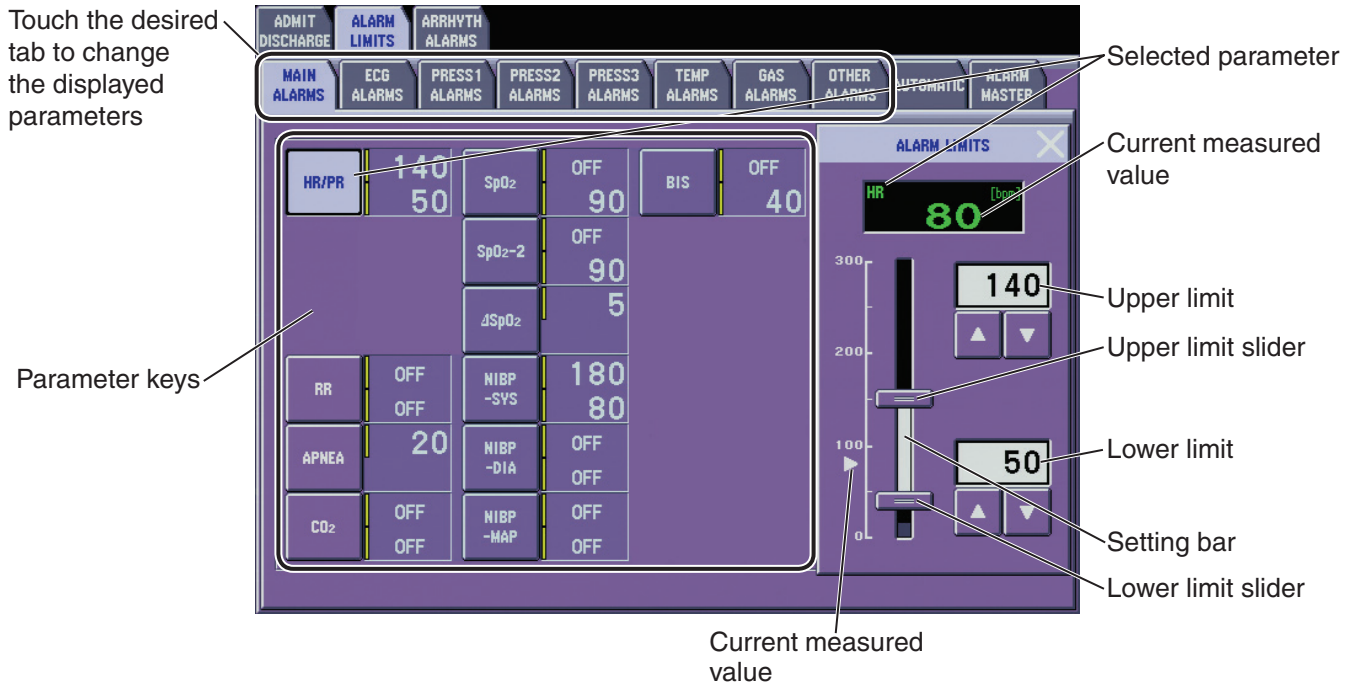 Touch the desired
tab to change
the displayed
parameters
ADMIT
DISCHARGE
ALARM
LIMITS
ARRHYTH
ALARMS
MAIN
ALARMS
ECG
ALARMS
PRESS1
ALARMS
PRESS2
ALARMS
PRESS3
ALARMS
TEMP
ALARMS
GAS
ALARMS
OTHER
ALARMS
AUTOMATIC
ALARM
MASTER
Selected parameter
Current measured
value
Upper limit
Upper limit slider
Lower limit
Setting bar
Lower limit slider
Current measured
value
Parameter keys
HR/PR
140
50
SpO2
OFF
90
BIS
OFF
40
SpO2-2
OFF
90
ΔSpO2
5
RR
OFF
OFF
NIBP
-SYS
180
80
APNEA
20
NIBP
-DIA
OFF
OFF
CO2
OFF
OFF
NIBP
-MAP
OFF
OFF
ALARM LIMITS
HR
[bpm]
80
300
200
100
0
140
50